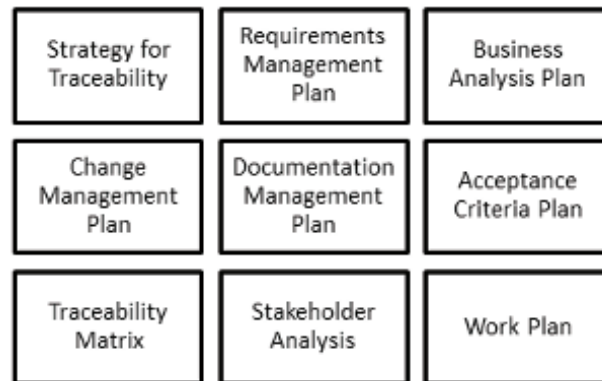 Strategy for
Traceability
Requirements
Management
Plan
Business
Analysis Plan
Change
Management
Plan
Documentation
Management
Plan
Acceptance
Criteria Plan
Traceability
Matrix
Stakeholder
Analysis
Work Plan